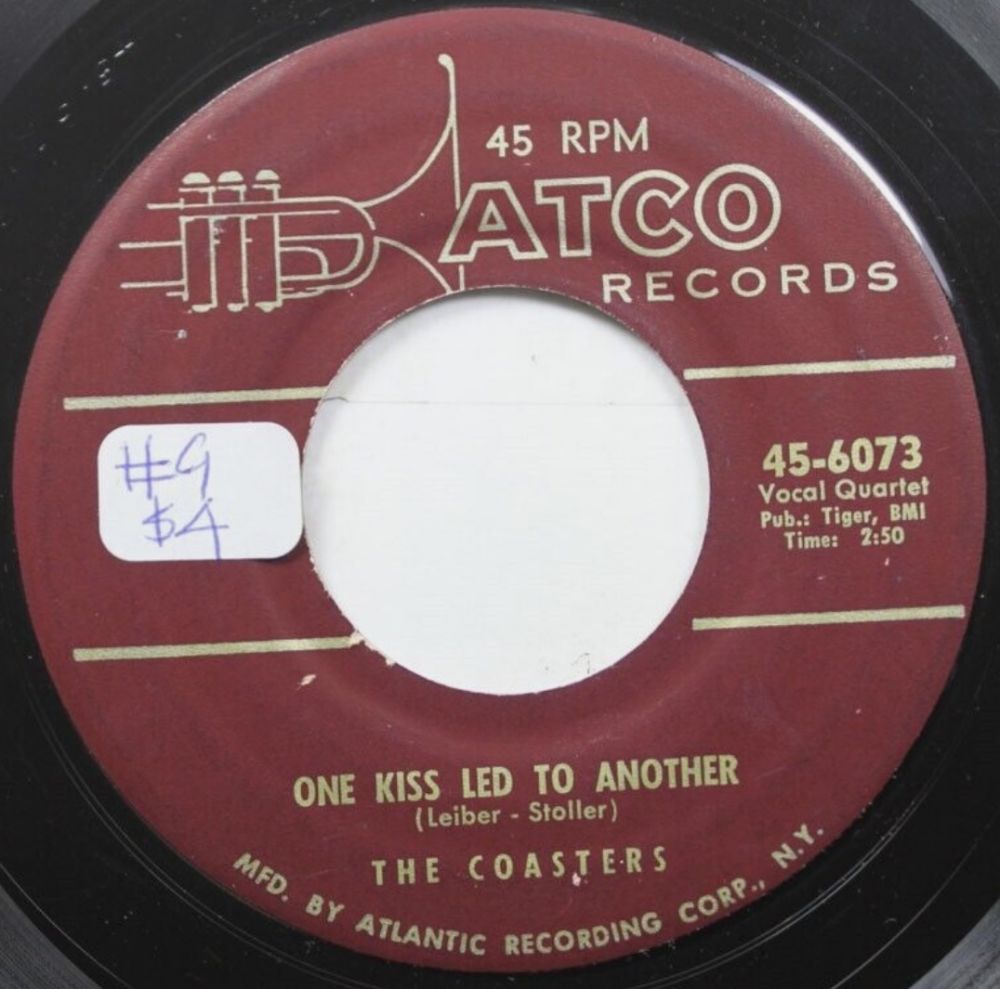 45 RPM
ATCO
RECORDS
#9
$4
45-6073
Vocal Quartet
Pub.: Tiger, BMI
Time: 2:50
ONE KISS LED TO ANOTHER
(Leiber - Stoller)
THE COASTERS
MFD. BY ATLANTIC RECORDING CORP., N.Y.